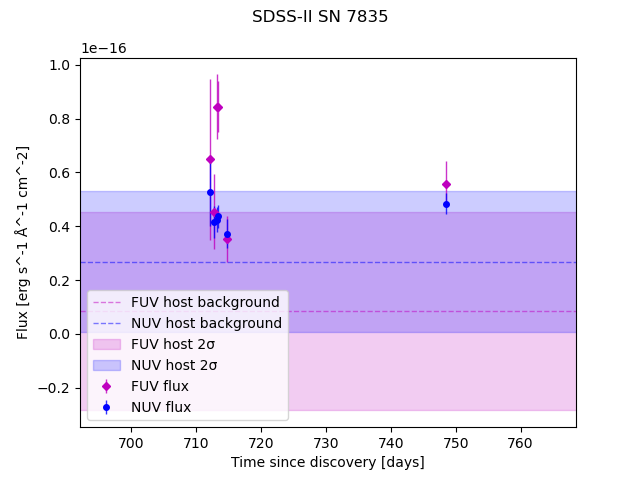 SDSS-II SN 7835
1e−16
1.0
0.8
0.6
0.4
0.2
0.0
−0.2
Flux [erg s^-1 Å^-1 cm^-2]
FUV host background
NUV host background
FUV host 2σ
NUV host 2σ
FUV flux
NUV flux
700 710 720 730 740 750 760
Time since discovery [days]